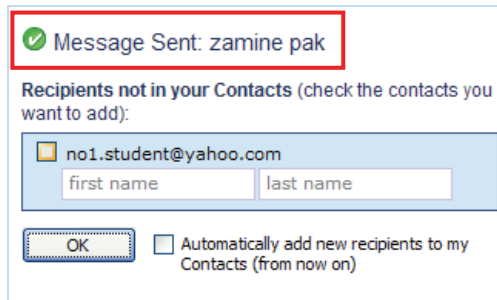 Message Sent: zamine pak
Recipients not in your Contacts (check the contacts you
want to add):
no1.student@yahoo.com
first name last name
OK Automatically add new recipients to my
Contacts (from now on)